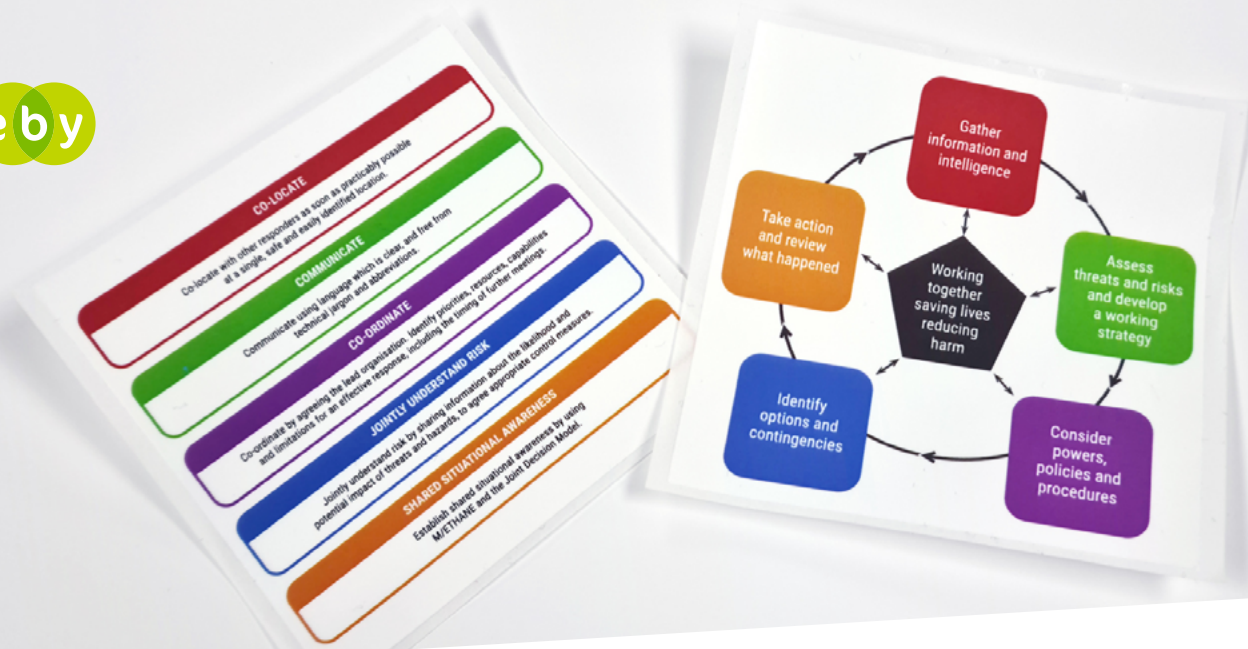 eby
CO-LOCATE
Co-locate with other responders as soon as practicably possible
at a single, safe and easily identified location.
COMMUNICATE
Communicate using language which is clear, and free from
technical jargon and abbreviations.
CO-ORDINATE
Co-ordinate by agreeing the lead organisation. Identify priorities, resources, capabilities
and limitations for an effective response, including the timing of further meetings.
JOINTLY UNDERSTAND RISK
Jointly understand risk by sharing information about the likelihood and
potential impact of threats and hazards, to agree appropriate control measures.
SHARED SITUATIONAL AWARENESS
Establish shared situational awareness by using
M/ETHANE and the Joint Decision Model.
Gather
information and
intelligence
Assess
threats and risks
and develop
a working
strategy
Consider
powers,
policies and
procedures
Identify
options and
contingencies
Take action
and review
what happened
Working
together
saving lives
reducing
harm